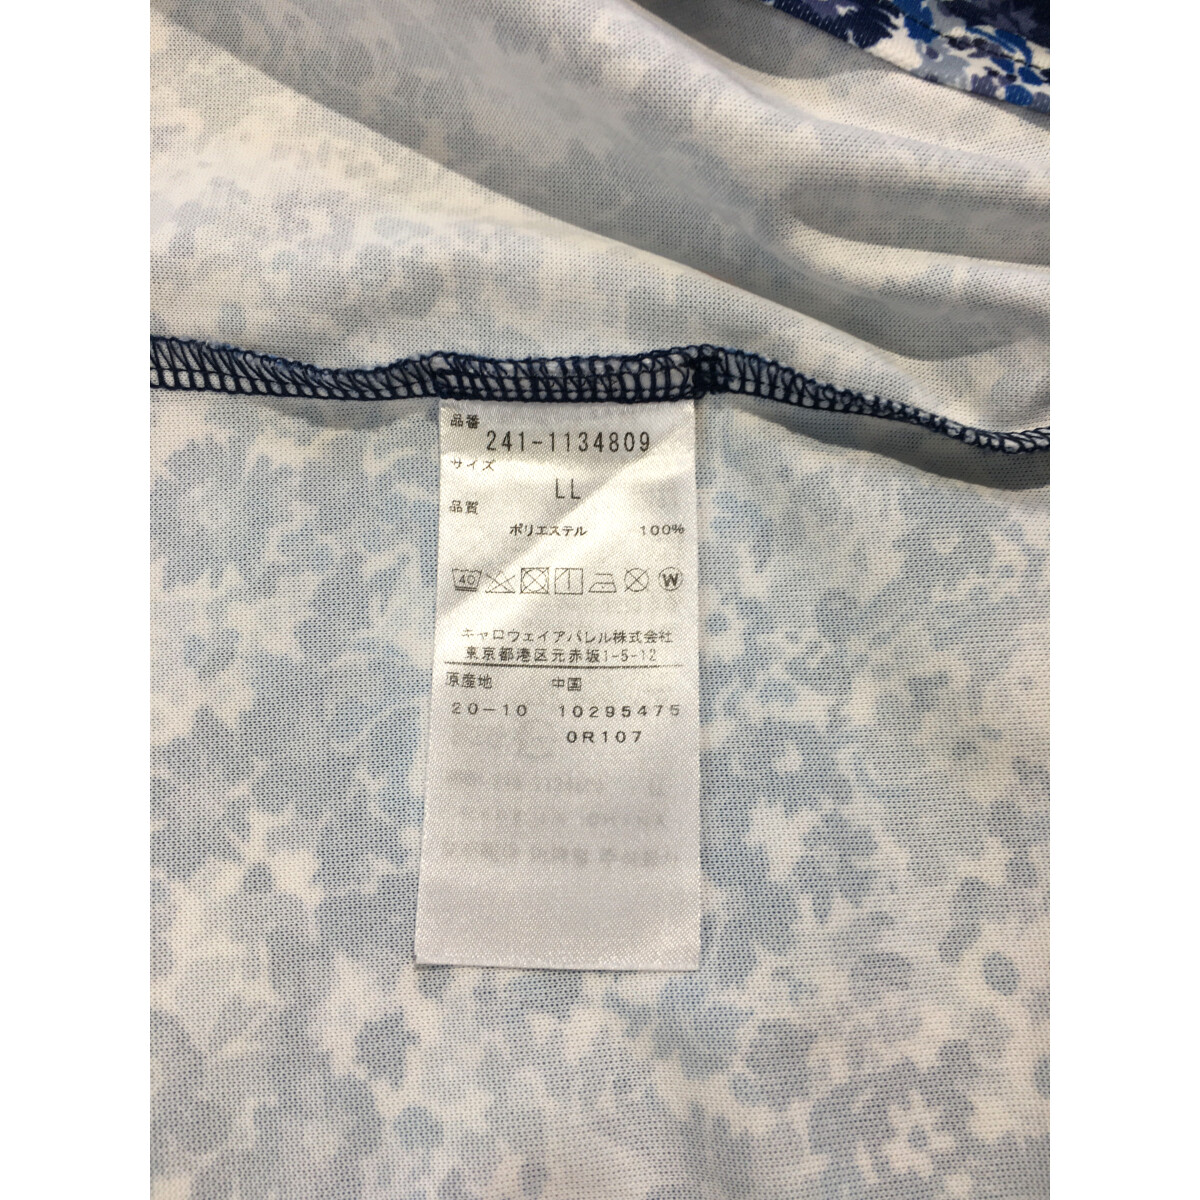 品番
241-1134809
サイズ
LL
品質
ポリエステル 100%
40 W
キャロウェイアパレル株式会社
東京都港区元赤坂1-5-12
原産地 中国
20-10 10295475
0R107